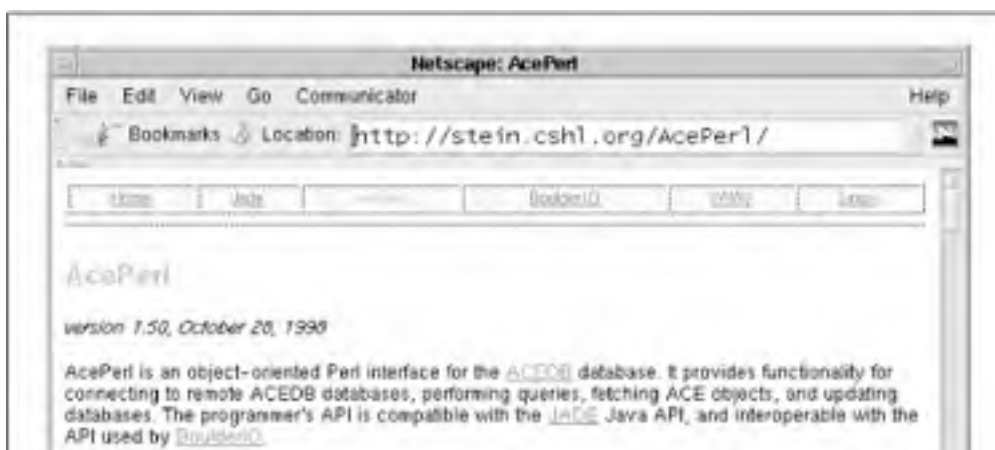 Netscape: AcePerl
File Edit View Go Communicator Help
Bookmarks Location: http://stein.cshl.org/AcePerl/
Home Jade BoulderIO WWW Linux
AcePerl
version 1.50, October 28, 1998
AcePerl is an object-oriented Perl interface for the ACEDB database. It provides functionality for
connecting to remote ACEDB databases, performing queries, fetching ACE objects, and updating
databases. The programmer's API is compatible with the JADE Java API, and interoperable with the
API used by BoulderIO.